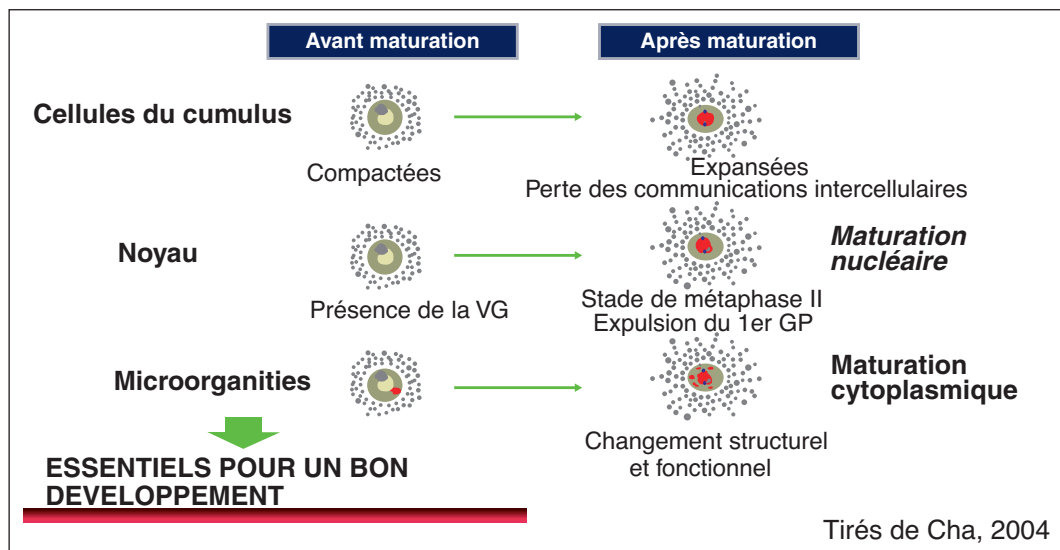 Avant maturation
Après maturation
Cellules du cumulus
Compactées
Expansées
Perte des communications intercellulaires
Noyau
Présence de la VG
Stade de métaphase II
Expulsion du 1er GP
Maturation
nucléaire
Microorganities
Changement structurel
et fonctionnel
Maturation
cytoplasmique
ESSENTIELS POUR UN BON
DEVELOPPEMENT
Tirés de Cha, 2004